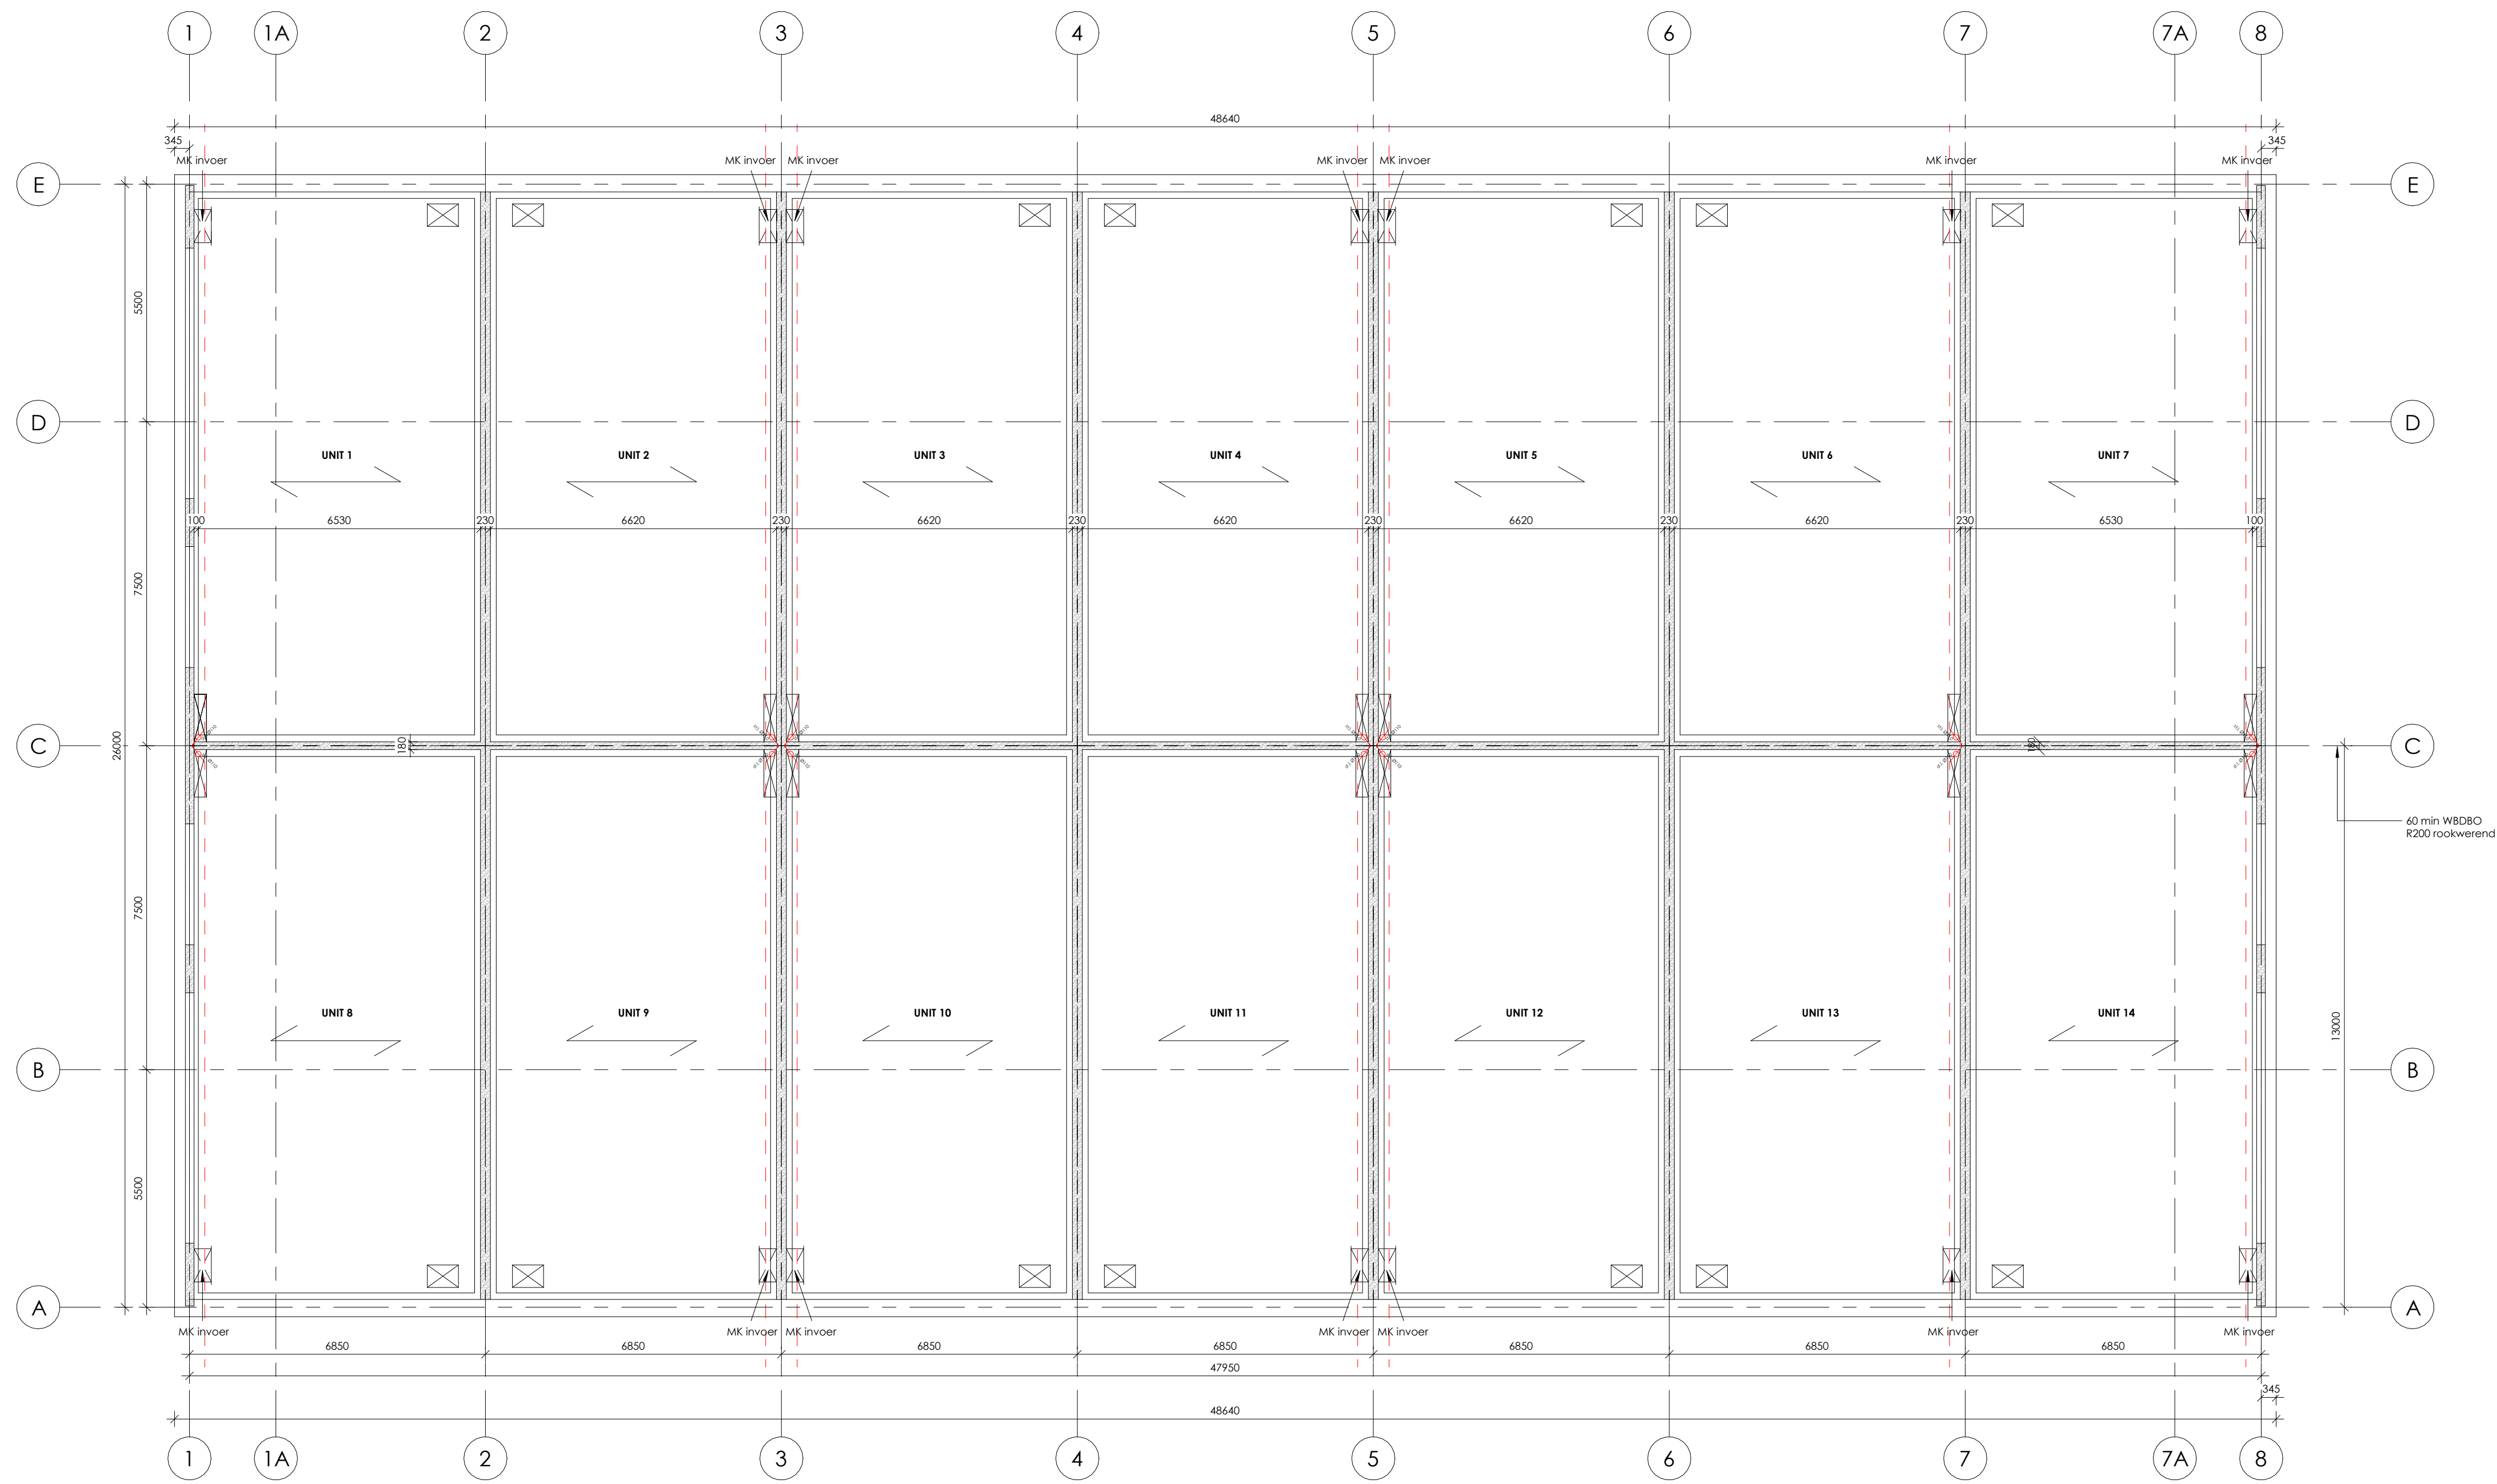 1 1A 2 3 4 5 6 7 7A 8
48640
345 345
MK invoer MK invoer MK invoer MK invoer MK invoer MK invoer MK invoer
E E
5500
D D
UNIT 1 UNIT 2 UNIT 3 UNIT 4 UNIT 5 UNIT 6 UNIT 7
100 6530 230 6620 230 6620 230 6620 230 6620 230 6620 230 6530 100
7500
C 26000 180 180 C
60 min WBDBO
R200 rookwerend
7500
UNIT 8 UNIT 9 UNIT 10 UNIT 11 UNIT 12 UNIT 13 UNIT 14
13000
B B
5500
A A
MK invoer MK invoer MK invoer MK invoer MK invoer MK invoer MK invoer
6850 6850 6850 6850 6850 6850 6850
47950
345
48640
1 1A 2 3 4 5 6 7 7A 8